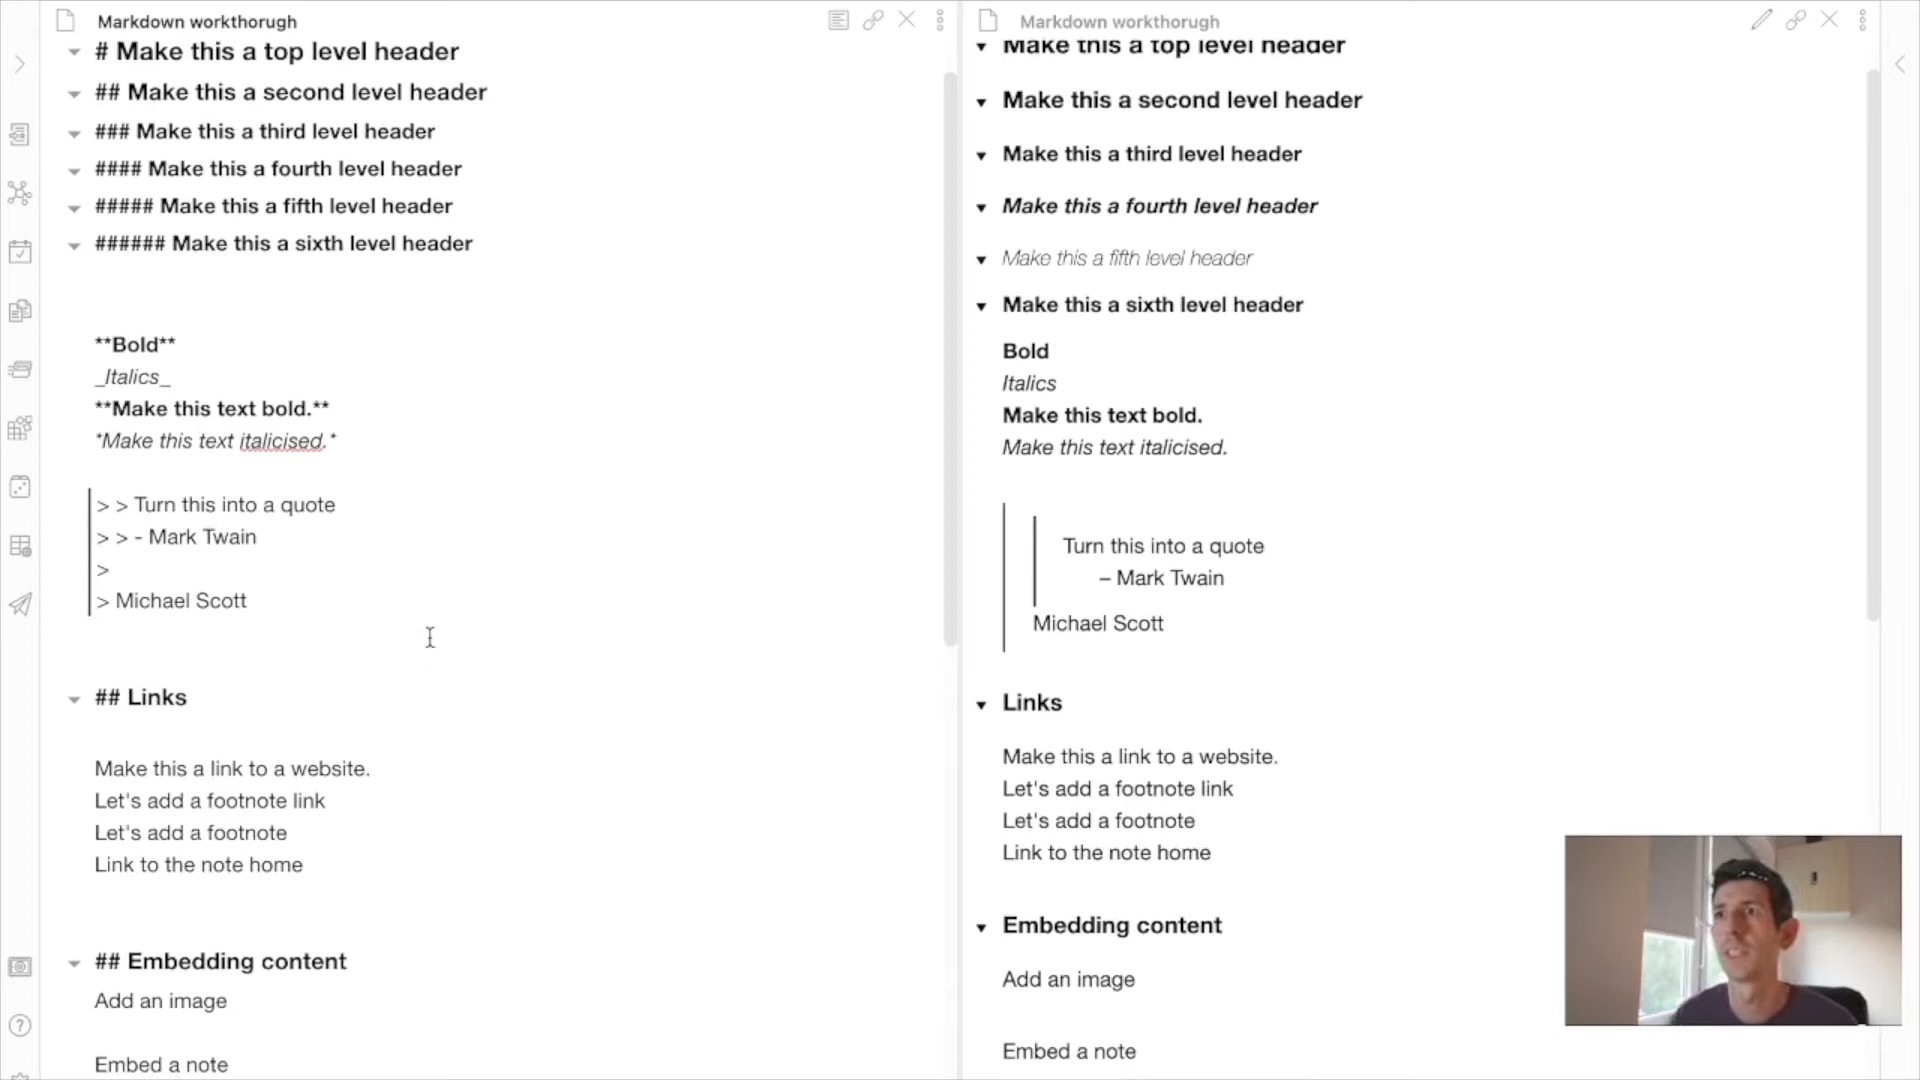 Markdown workthorugh
# Make this a top level header
## Make this a second level header
### Make this a third level header
#### Make this a fourth level header
##### Make this a fifth level header
###### Make this a sixth level header
**Bold**
_Italics_
**Make this text bold.**
*Make this text italicised.*
> > Turn this into a quote
> > - Mark Twain
>
> Michael Scott
## Links
Make this a link to a website.
Let's add a footnote link
Let's add a footnote
Link to the note home
## Embedding content
Add an image
Embed a note
Markdown workthorugh
Make this a top level header
Make this a second level header
Make this a third level header
Make this a fourth level header
Make this a fifth level header
Make this a sixth level header
Bold
Italics
Make this text bold.
Make this text italicised.
Turn this into a quote
– Mark Twain
Michael Scott
Links
Make this a link to a website.
Let's add a footnote link
Let's add a footnote
Link to the note home
Embedding content
Add an image
Embed a note